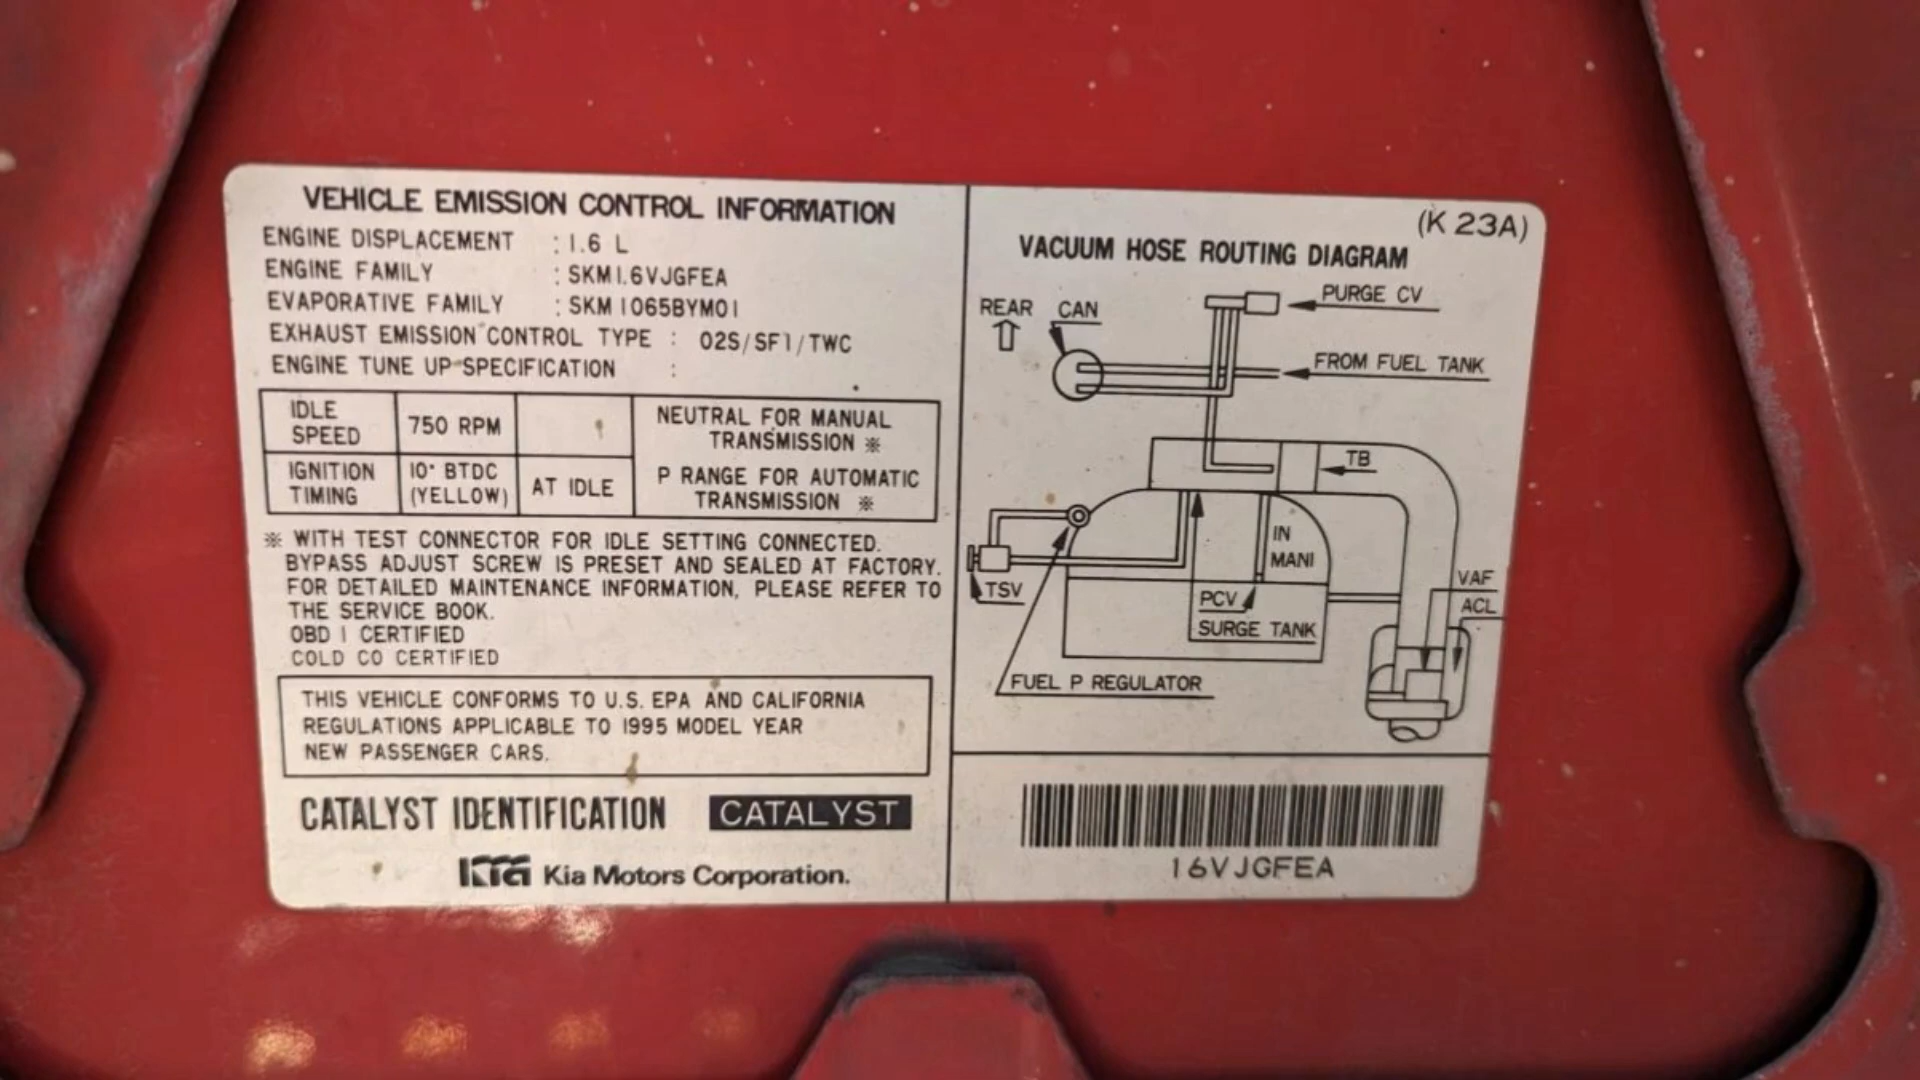 VEHICLE EMISSION CONTROL INFORMATION
ENGINE DISPLACEMENT : 1.6 L
ENGINE FAMILY : SKM1.6VJGFEA
EVAPORATIVE FAMILY : SKM1065BYM01
EXHAUST EMISSION CONTROL TYPE : 02S/SFI/TWC
ENGINE TUNE UP SPECIFICATION :
IDLE SPEED
750 RPM
NEUTRAL FOR MANUAL
TRANSMISSION ※
IGNITION TIMING
10° BTDC
(YELLOW)
AT IDLE
P RANGE FOR AUTOMATIC
TRANSMISSION ※
※ WITH TEST CONNECTOR FOR IDLE SETTING CONNECTED.
BYPASS ADJUST SCREW IS PRESET AND SEALED AT FACTORY.
FOR DETAILED MAINTENANCE INFORMATION, PLEASE REFER TO
THE SERVICE BOOK.
OBD I CERTIFIED
COLD CO CERTIFIED
THIS VEHICLE CONFORMS TO U.S. EPA AND CALIFORNIA
REGULATIONS APPLICABLE TO 1995 MODEL YEAR
NEW PASSENGER CARS.
CATALYST IDENTIFICATION CATALYST
KIA Kia Motors Corporation.
(K 23A)
VACUUM HOSE ROUTING DIAGRAM
REAR
CAN
PURGE CV
FROM FUEL TANK
TB
IN
MANI
TSV
PCV
SURGE TANK
VAF
ACL
FUEL P REGULATOR
16VJGFEA